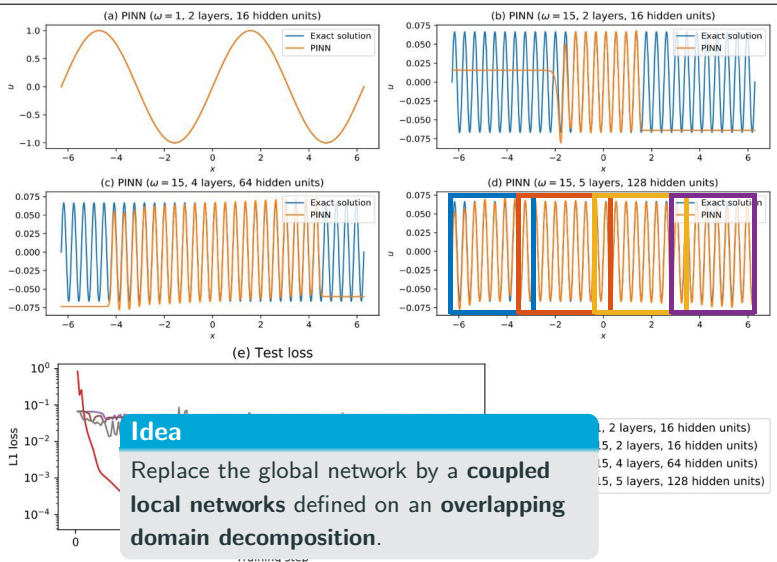 (a) PINN (ω = 1, 2 layers, 16 hidden units)
1.0
0.5
0.0
−0.5
−1.0
u
Exact solution
PINN
−6 −4 −2 0 2 4 6
x
(b) PINN (ω = 15, 2 layers, 16 hidden units)
0.075
0.050
0.025
0.000
−0.025
−0.050
−0.075
u
Exact solution
PINN
−6 −4 −2 0 2 4 6
x
(c) PINN (ω = 15, 4 layers, 64 hidden units)
0.075
0.050
0.025
0.000
−0.025
−0.050
−0.075
u
Exact solution
PINN
−6 −4 −2 0 2 4 6
x
(d) PINN (ω = 15, 5 layers, 128 hidden units)
0.075
0.050
0.025
0.000
−0.025
−0.050
−0.075
u
Exact solution
PINN
−6 −4 −2 0 2 4 6
x
(e) Test loss
10⁰
10⁻¹
10⁻²
10⁻³
10⁻⁴
L1 loss
0
Training step
, 2 layers, 16 hidden units)
15, 2 layers, 16 hidden units)
15, 4 layers, 64 hidden units)
15, 5 layers, 128 hidden units)
Idea
Replace the global network by a coupled
local networks defined on an overlapping
domain decomposition.